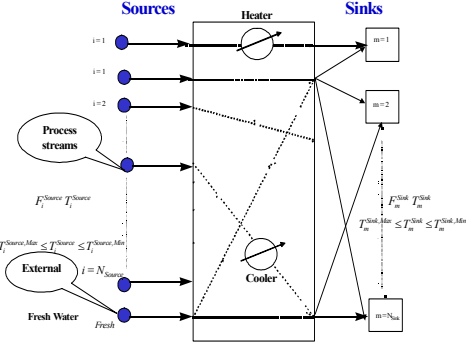 Sources
Sinks
Heater
i=1
m=1
i=1
i=2
m=2
Process
streams
F_i^Source T_i^Source
F_m^Sink T_m^Sink
T_m^Sink,Max ≤ T_m^Sink ≤ T_m^Sink,Min
T_i^Source,Max ≤ T_i^Source ≤ T_i^Source,Min
External
i = N_Source
Cooler
Fresh Water
Fresh
m=N_Sink